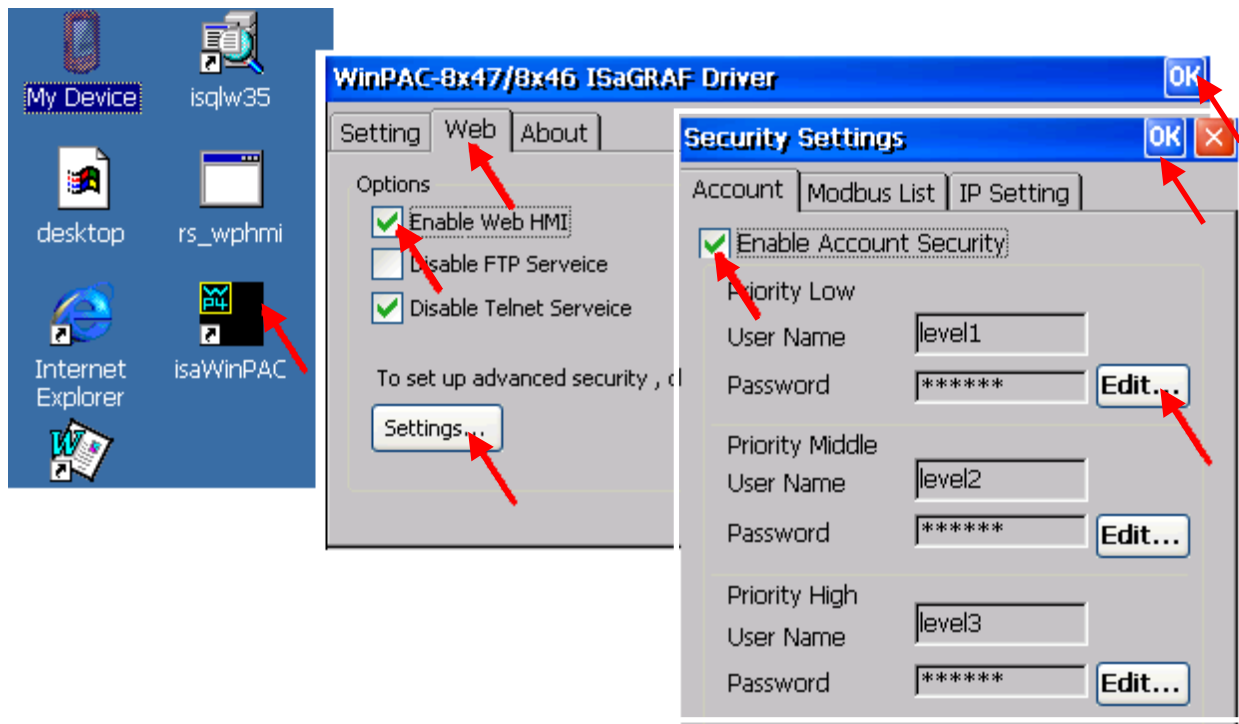 My Device
isqlw35
desktop
rs_wphmi
Internet
Explorer
isaWinPAC
WinPAC-8x47/8x46 ISaGRAF Driver
OK
Setting
Web
About
Options
Enable Web HMI
Disable FTP Serveice
Disable Telnet Serveice
To set up advanced security ,
Settings...
Security Settings
OK
Account
Modbus List
IP Setting
Enable Account Security
Priority Low
User Name
level1
Password
******
Edit...
Priority Middle
User Name
level2
Password
******
Edit...
Priority High
User Name
level3
Password
******
Edit...